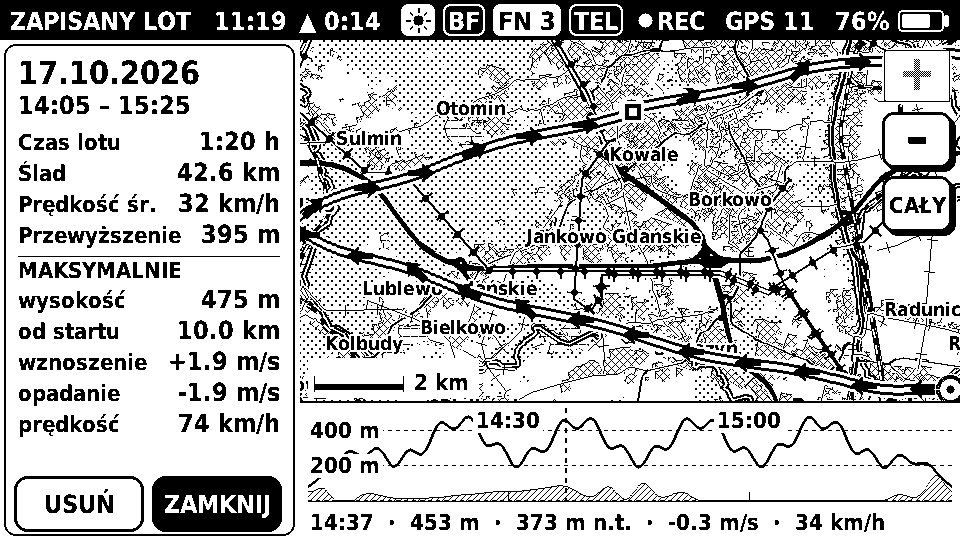 ZAPISANY LOT 11:19 ▲ 0:14 BF FN 3 TEL ●REC GPS 11 76%
17.10.2026
14:05 – 15:25
Czas lotu 1:20 h
Ślad 42.6 km
Prędkość śr. 32 km/h
Przewyższenie 395 m
MAKSYMALNIE
wysokość 475 m
od startu 10.0 km
wznoszenie +1.9 m/s
opadanie -1.9 m/s
prędkość 74 km/h
USUŃ ZAMKNIJ
+
-
CAŁY
Otomin
Sulmin
Kowale
Borkowo
Jankowo Gdańskie
Bielkowo
Kolbudy
2 km
14:30 15:00
400 m
200 m
14:37 · 453 m · 373 m n.t. · -0.3 m/s · 34 km/h